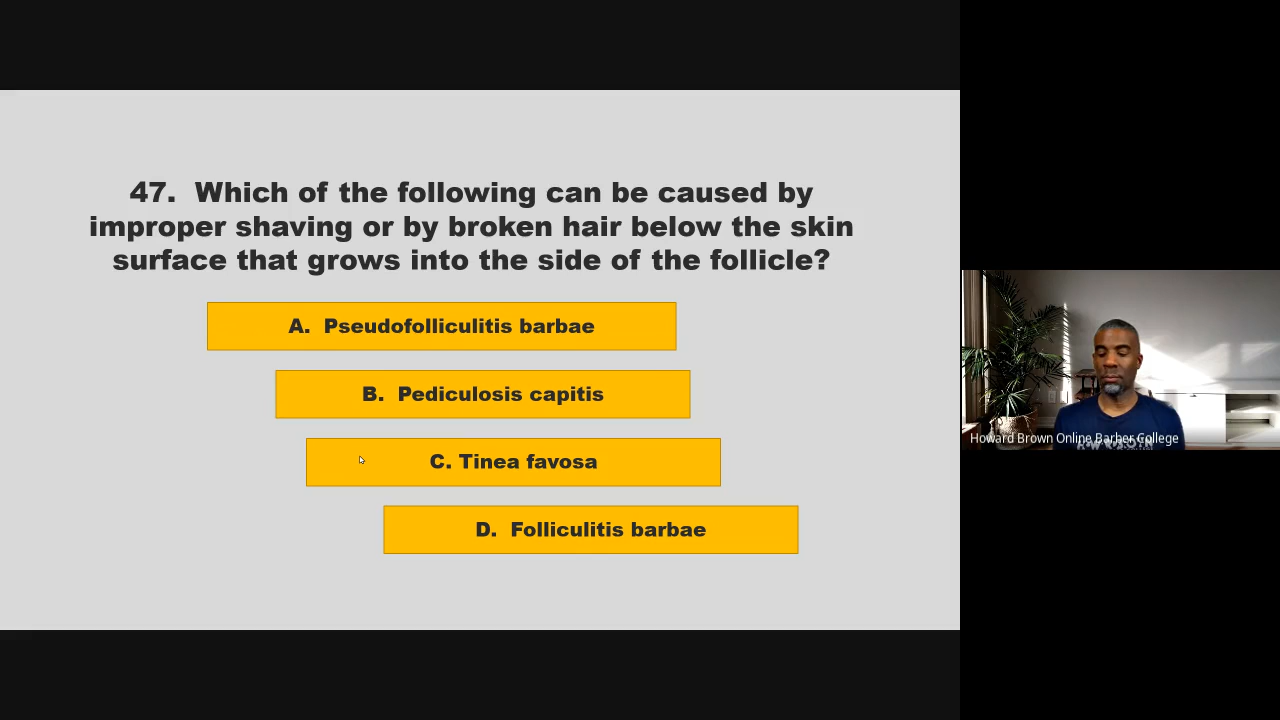 47. Which of the following can be caused by
improper shaving or by broken hair below the skin
surface that grows into the side of the follicle?
A. Pseudofolliculitis barbae
B. Pediculosis capitis
C. Tinea favosa
D. Folliculitis barbae
Howard Brown Online Barber College